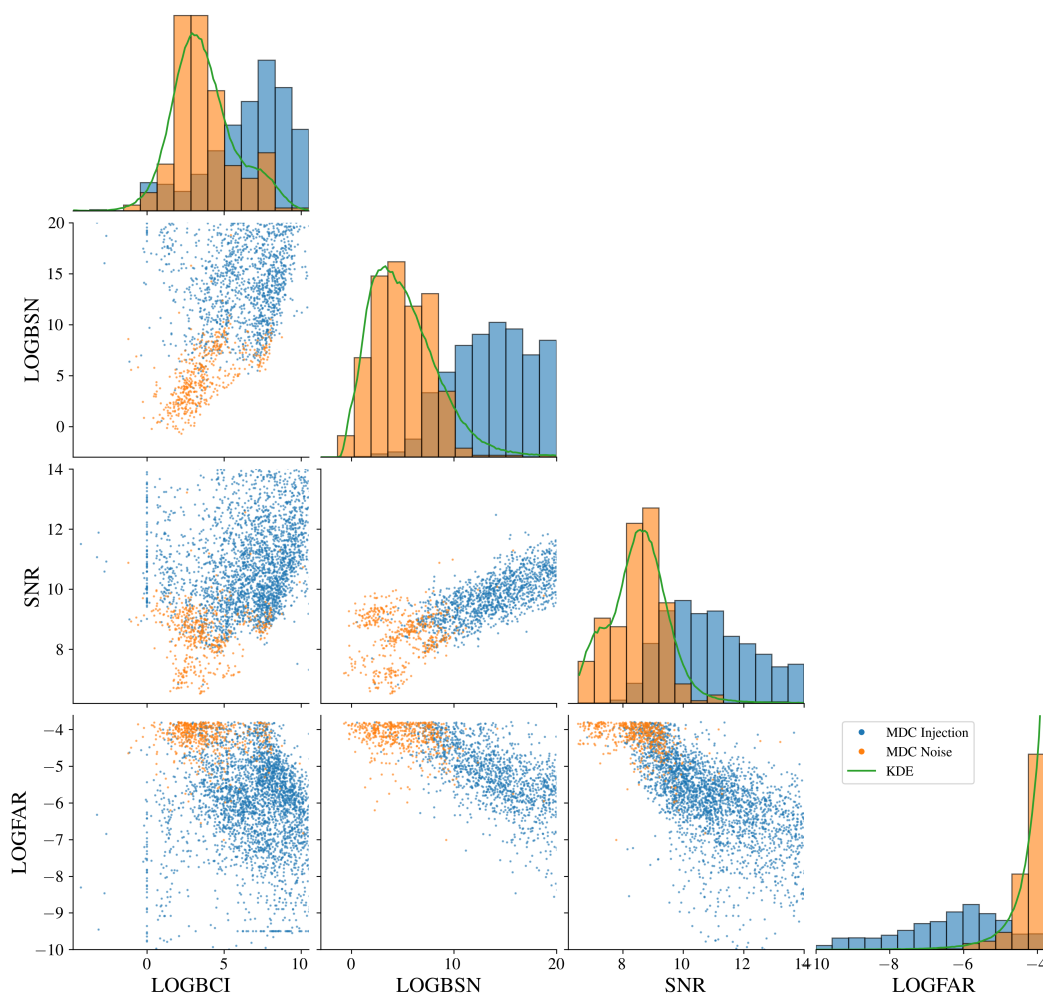 20
15
10
5
0
LOGBSN
14
12
10
8
SNR
−4
−5
−6
−7
−8
−9
−10
LOGFAR
MDC Injection
MDC Noise
KDE
0 5 10
0 10 20
8 10 12 14
−10 −8 −6 −4
LOGBCI LOGBSN SNR LOGFAR